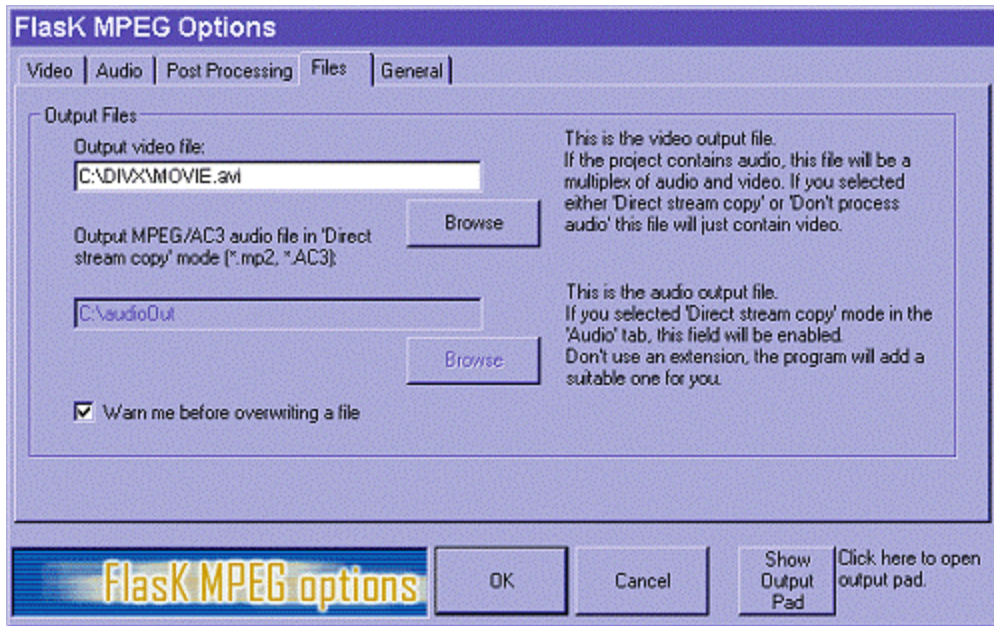 FlasK MPEG Options
Video
Audio
Post Processing
Files
General
Output Files
Output video file:
C:\DIVX\MOVIE.avi
Browse
This is the video output file.
If the project contains audio, this file will be a
multiplex of audio and video. If you selected
either 'Direct stream copy' or 'Don't process
audio' this file will just contain video.
Output MPEG/AC3 audio file in 'Direct
stream copy' mode (*.mp2, *.AC3):
C:\audioOut
Browse
This is the audio output file.
If you selected 'Direct stream copy' mode in the
'Audio' tab, this field will be enabled.
Don't use an extension, the program will add a
suitable one for you.
Warn me before overwriting a file
FlasK MPEG options
OK
Cancel
Show
Output
Pad
Click here to open
output pad.